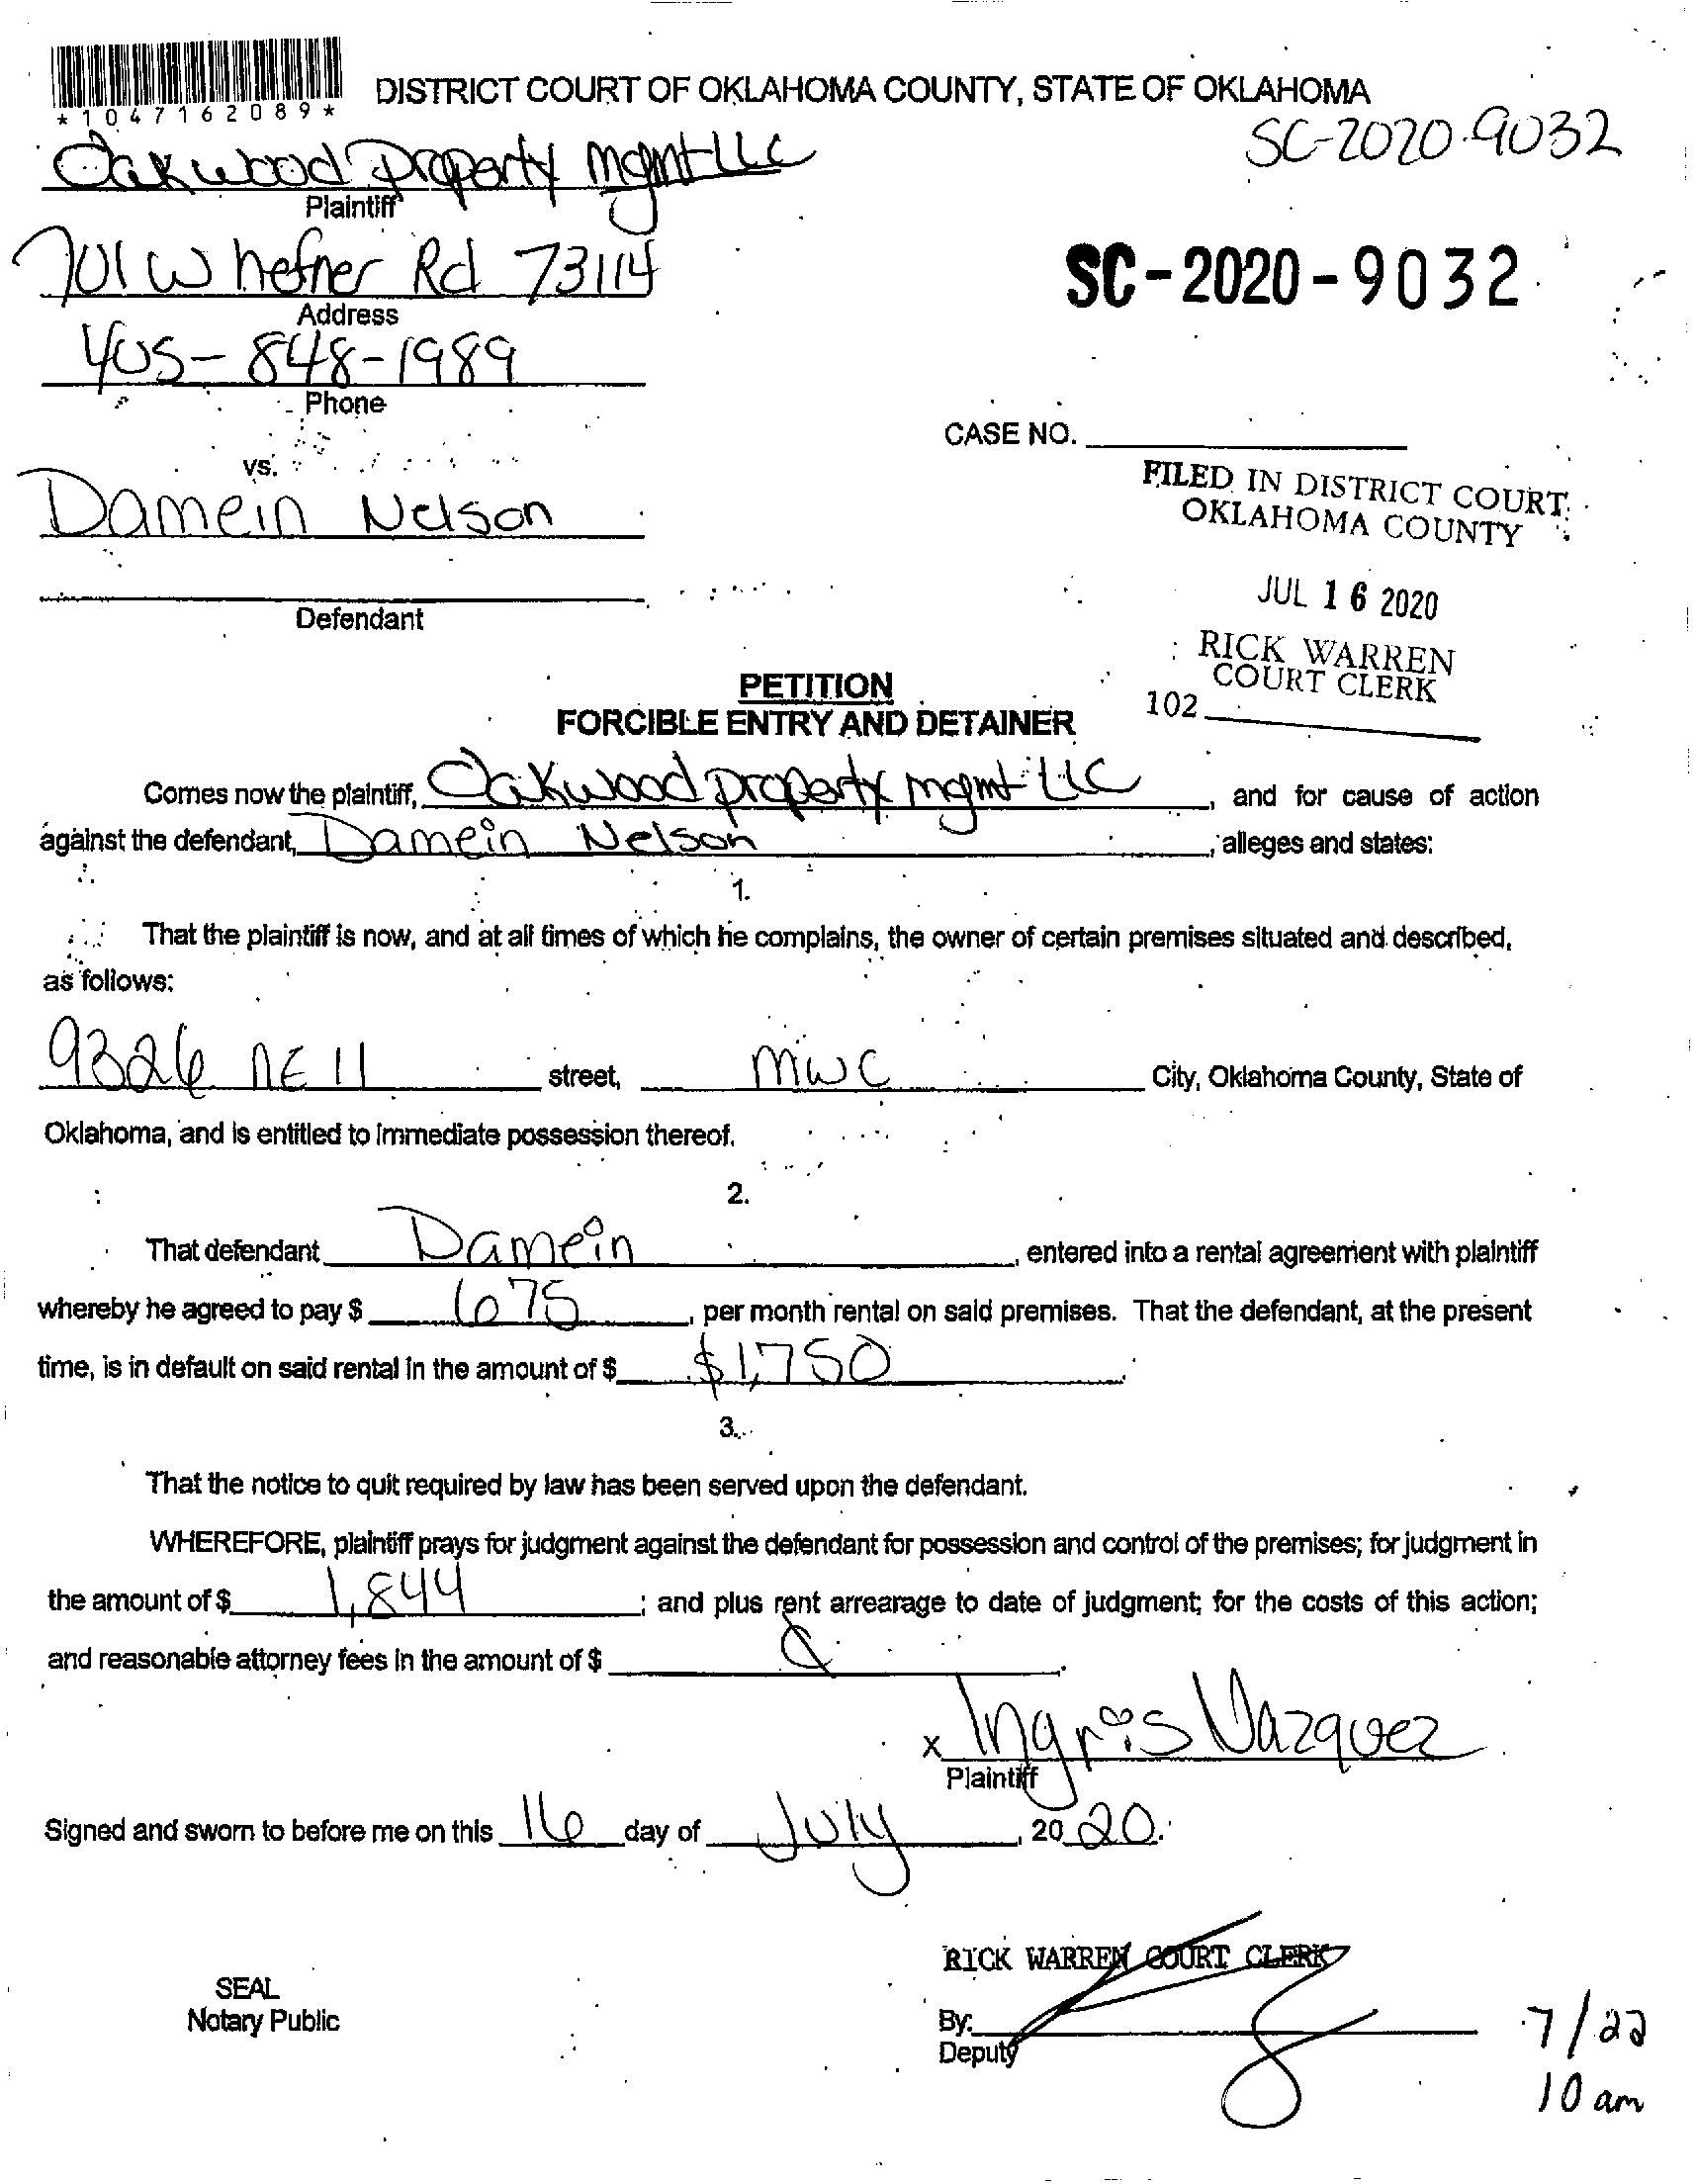 *1047162089*
DISTRICT COURT OF OKLAHOMA COUNTY, STATE OF OKLAHOMA
SC-2020-9032
Oakwood Property mgmt LLC
Plaintiff
701 W hefner Rd 73114
Address
SC-2020-9032
405-848-1989
Phone
CASE NO.
vs.
FILED IN DISTRICT COURT
OKLAHOMA COUNTY
Damein Nelson
JUL 16 2020
Defendant
RICK WARREN
COURT CLERK
102
PETITION
FORCIBLE ENTRY AND DETAINER
Comes now the plaintiff, Oakwood property mgmt LLC, and for cause of action
against the defendant, Damein Nelson, alleges and states:
1.
That the plaintiff is now, and at all times of which he complains, the owner of certain premises situated and described,
as follows:
9326 NE 11 street, MWC City, Oklahoma County, State of
Oklahoma, and is entitled to immediate possession thereof.
2.
That defendant Damein, entered into a rental agreement with plaintiff
whereby he agreed to pay $ 675, per month rental on said premises. That the defendant, at the present
time, is in default on said rental in the amount of $ $1,750.
3.
That the notice to quit required by law has been served upon the defendant.
WHEREFORE, plaintiff prays for judgment against the defendant for possession and control of the premises; for judgment in
the amount of $ 1,844; and plus rent arrearage to date of judgment; for the costs of this action;
and reasonable attorney fees in the amount of $
x Ingris Vazquez
Plaintiff
Signed and sworn to before me on this 16 day of July, 2020.
RICK WARREN COURT CLERK
SEAL
Notary Public
By:
Deputy
7/22
10 am